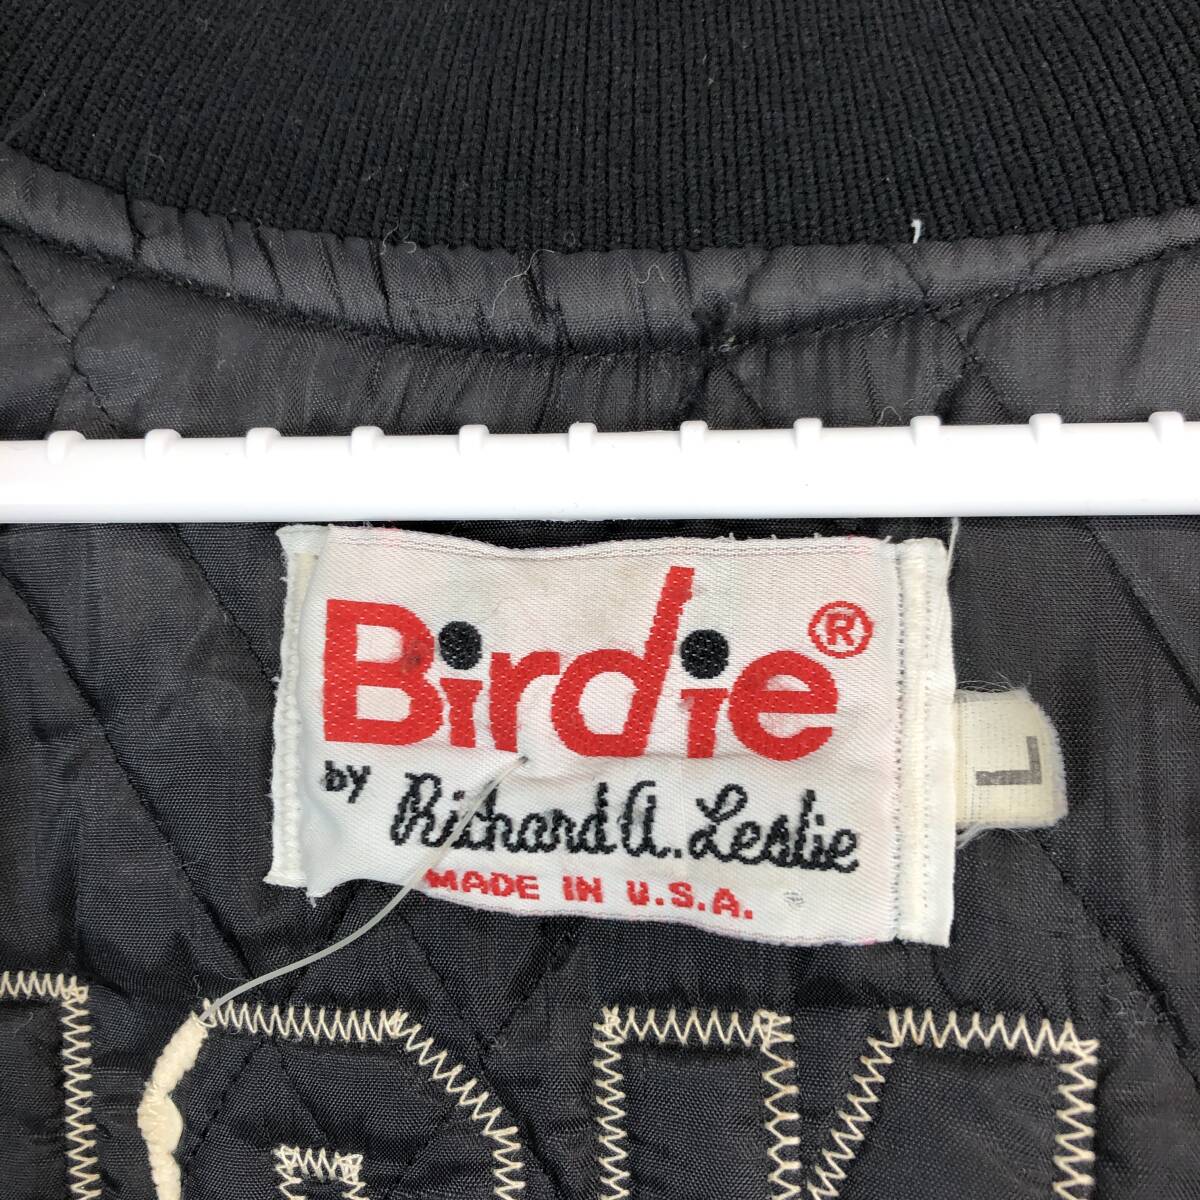 Birdie®
by Richard A. Leslie
MADE IN U.S.A.
L